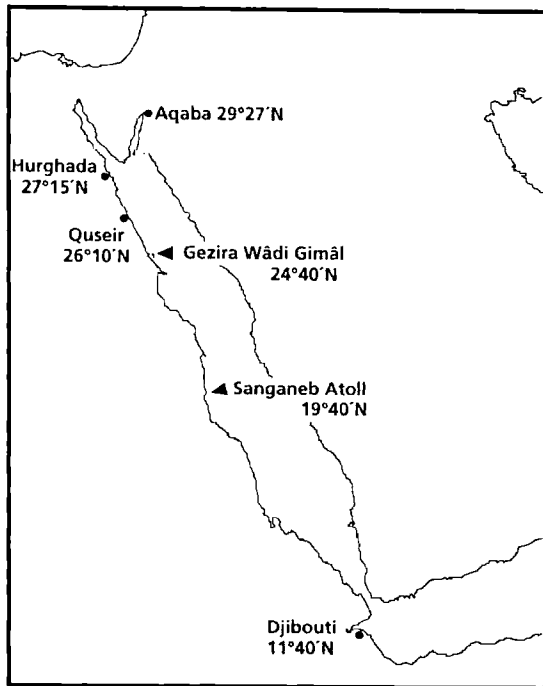 Aqaba 29°27´N
Hurghada
27°15´N
Quseir
26°10´N
Gezira Wâdi Gimâl
24°40´N
Sanganeb Atoll
19°40´N
Djibouti
11°40´N